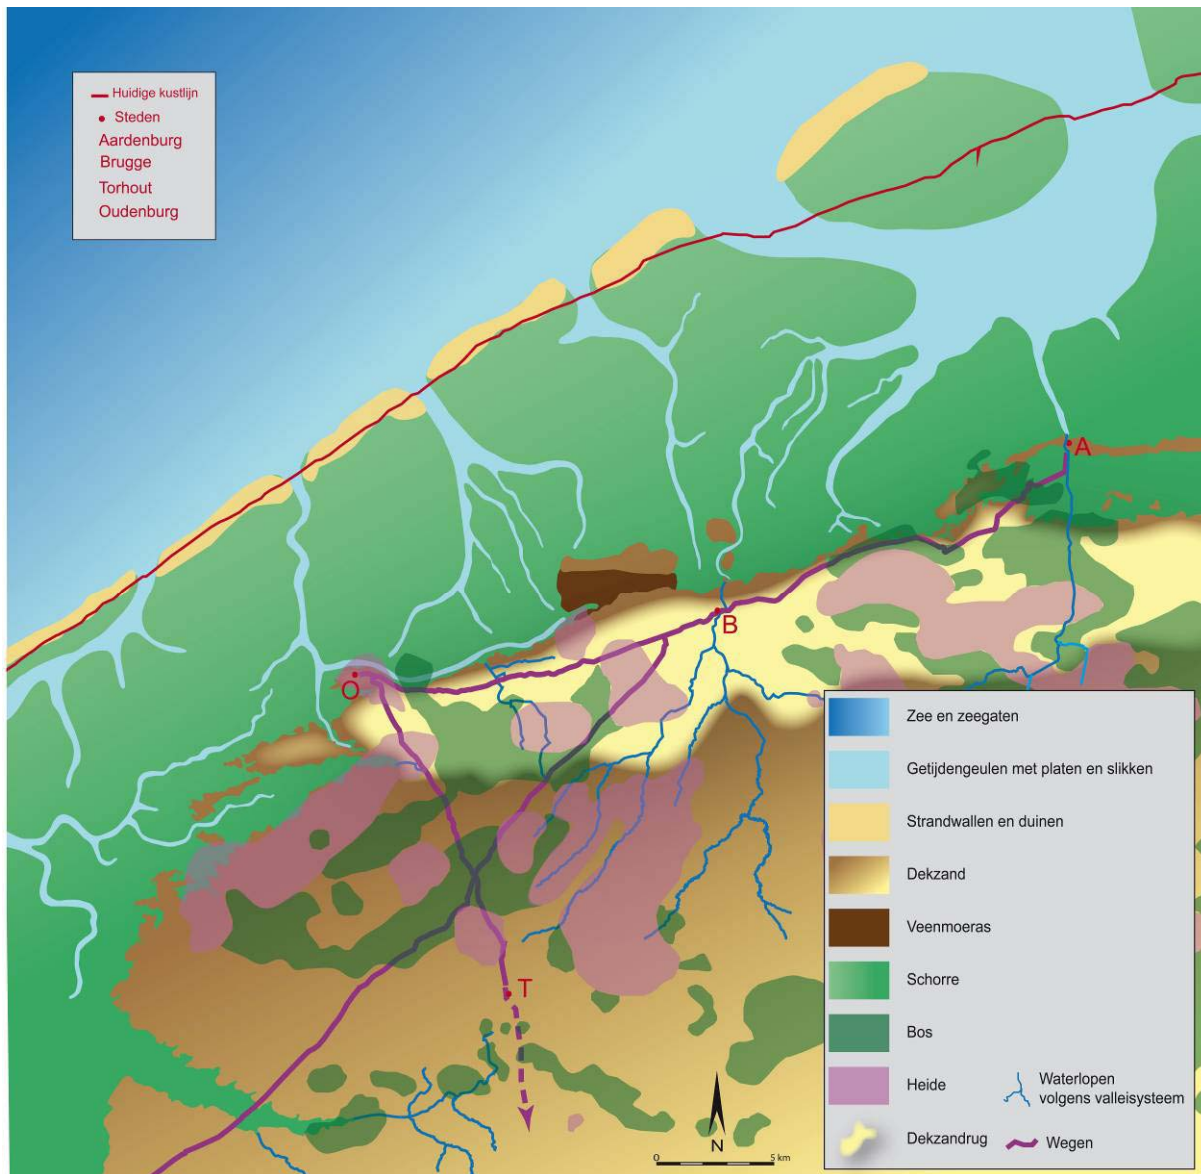 Huidige kustlijn
Steden
Aardenburg
Brugge
Torhout
Oudenburg
A
B
O
T
Zee en zeegaten
Getijdengeulen met platen en slikken
Strandwallen en duinen
Dekzand
Veenmoeras
Schorre
Bos
Heide
Waterlopen
volgens valleisysteem
Dekzandrug
Wegen
N
0 5 km